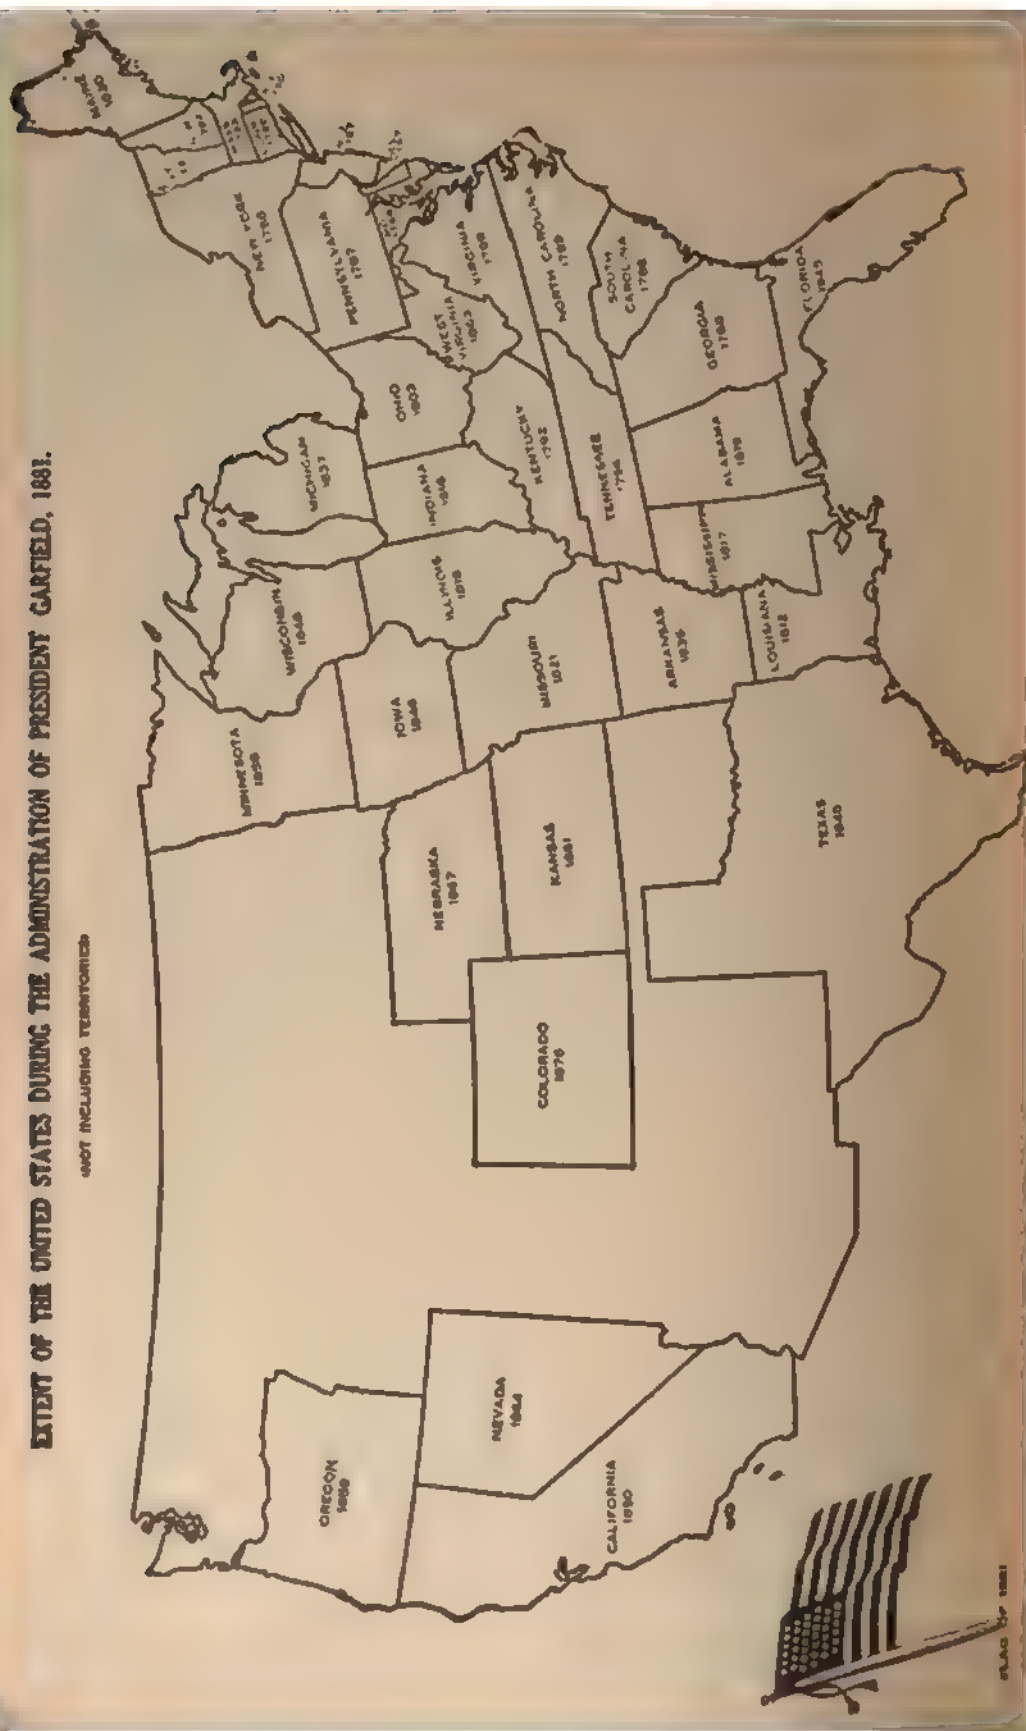 EXTENT OF THE UNITED STATES DURING THE ADMINISTRATION OF PRESIDENT GARFIELD, 1881.
(NOT INCLUDING TERRITORIES)
MAINE
1820
NEW YORK
1788
PENNSYLVANIA
1787
VIRGINIA
1788
WEST
VIRGINIA
1863
NORTH CAROLINA
1789
SOUTH
CAROLINA
1788
GEORGIA
1788
FLORIDA
1845
OHIO
1803
MICHIGAN
1837
INDIANA
1816
KENTUCKY
1792
TENNESSEE
1796
ALABAMA
1819
MISSISSIPPI
1817
ILLINOIS
1818
WISCONSIN
1848
MINNESOTA
1858
IOWA
1846
MISSOURI
1821
ARKANSAS
1836
LOUISIANA
1812
NEBRASKA
1867
KANSAS
1861
TEXAS
1845
COLORADO
1876
OREGON
1859
NEVADA
1864
CALIFORNIA
1850
FLAG OF 1881